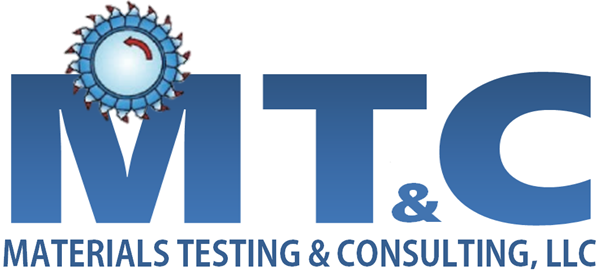 MT&C
MATERIALS TESTING & CONSULTING, LLC